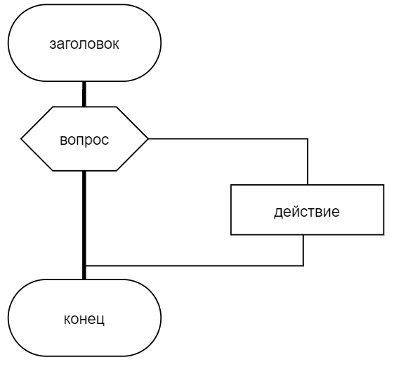 заголовок
вопрос
действие
конец